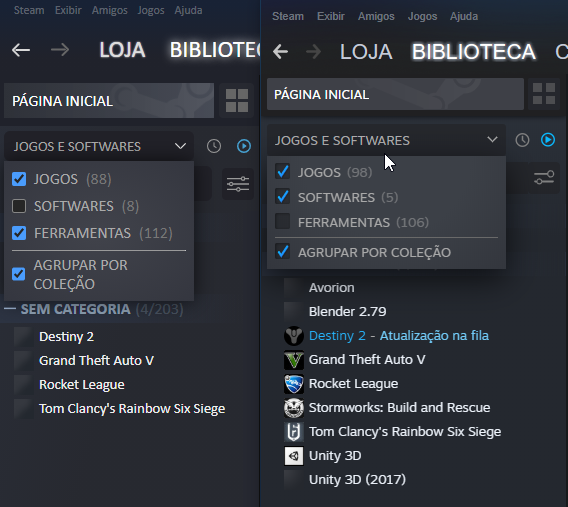 Steam Exibir Amigos Jogos Ajuda
LOJA BIBLIOTEC
PÁGINA INICIAL
JOGOS E SOFTWARES
JOGOS (88)
SOFTWARES (8)
FERRAMENTAS (112)
AGRUPAR POR
COLEÇÃO
— SEM CATEGORIA (4/203)
Destiny 2
Grand Theft Auto V
Rocket League
Tom Clancy's Rainbow Six Siege
Steam Exibir Amigos Jogos Ajuda
LOJA BIBLIOTECA C
PÁGINA INICIAL
JOGOS E SOFTWARES
JOGOS (98)
SOFTWARES (5)
FERRAMENTAS (106)
AGRUPAR POR COLEÇÃO
Avorion
Blender 2.79
Destiny 2 - Atualização na fila
Grand Theft Auto V
Rocket League
Stormworks: Build and Rescue
Tom Clancy's Rainbow Six Siege
Unity 3D
Unity 3D (2017)